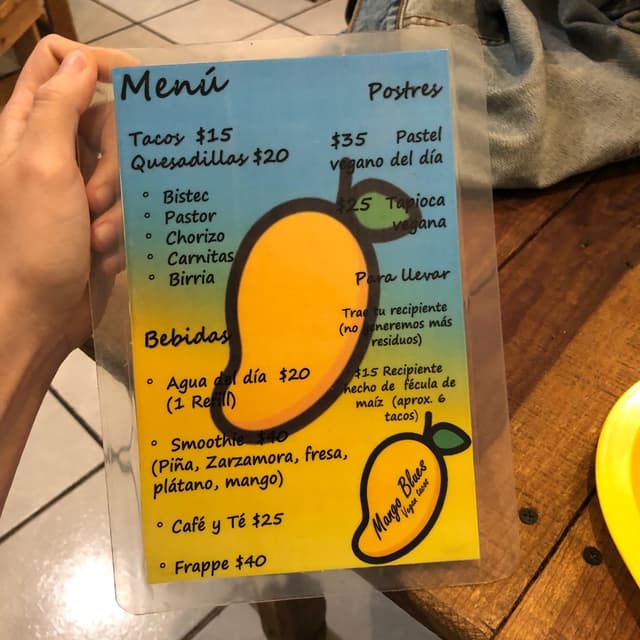 Menú
Tacos $15
Quesadillas $20
° Bistec
° Pastor
° Chorizo
° Carnitas
° Birria
Bebidas
° Agua del día $20
(1 Refill)
° Smoothie $40
(Piña, Zarzamora, fresa,
plátano, mango)
° Café y Té $25
° Frappe $40
Postres
$35 Pastel
vegano del día
$25 Tapioca
vegana
Para llevar
Trae tu recipiente
(no generemos más
residuos)
$15 Recipiente
hecho de fécula de
maíz (aprox. 6
tacos)
Mango Blues
Vegan tacos